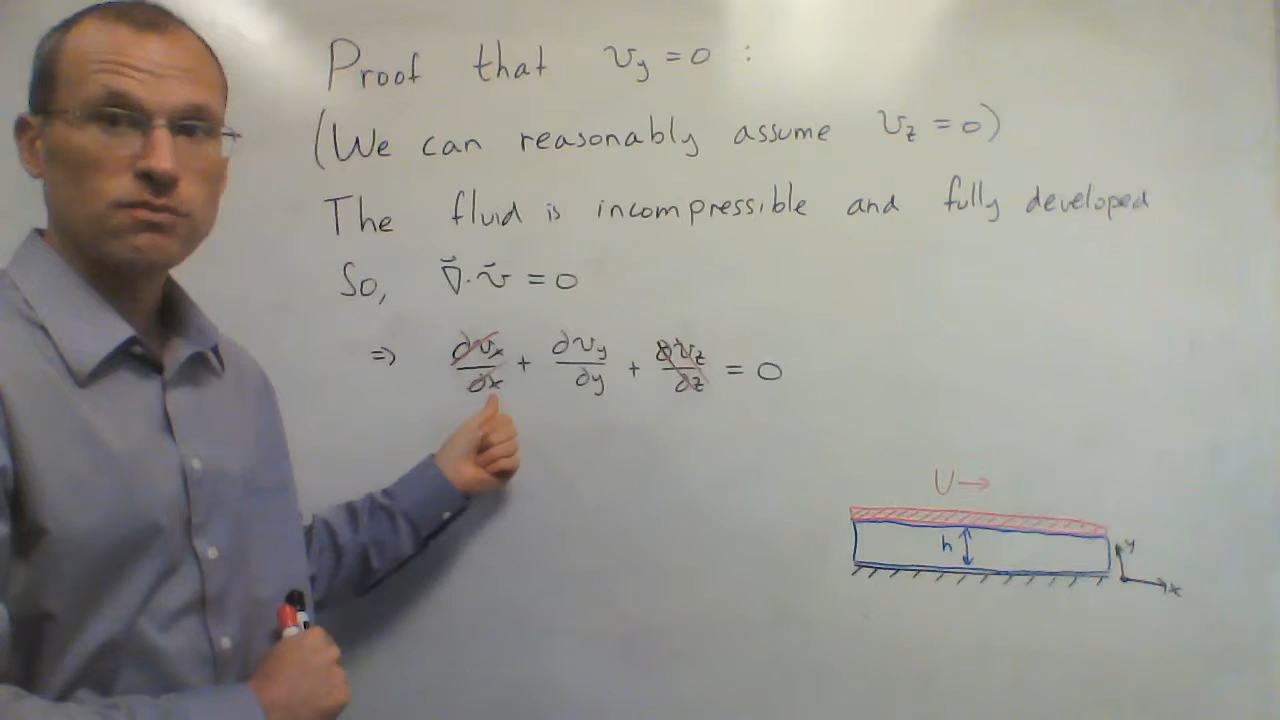 Proof that v_y = 0 :
(We can reasonably assume v_z = 0)
The fluid is incompressible and fully developed
So, ∇⃗·v⃗ = 0
⇒ ∂v_x/∂x + ∂v_y/∂y + ∂v_z/∂z = 0
U →
h
y
x